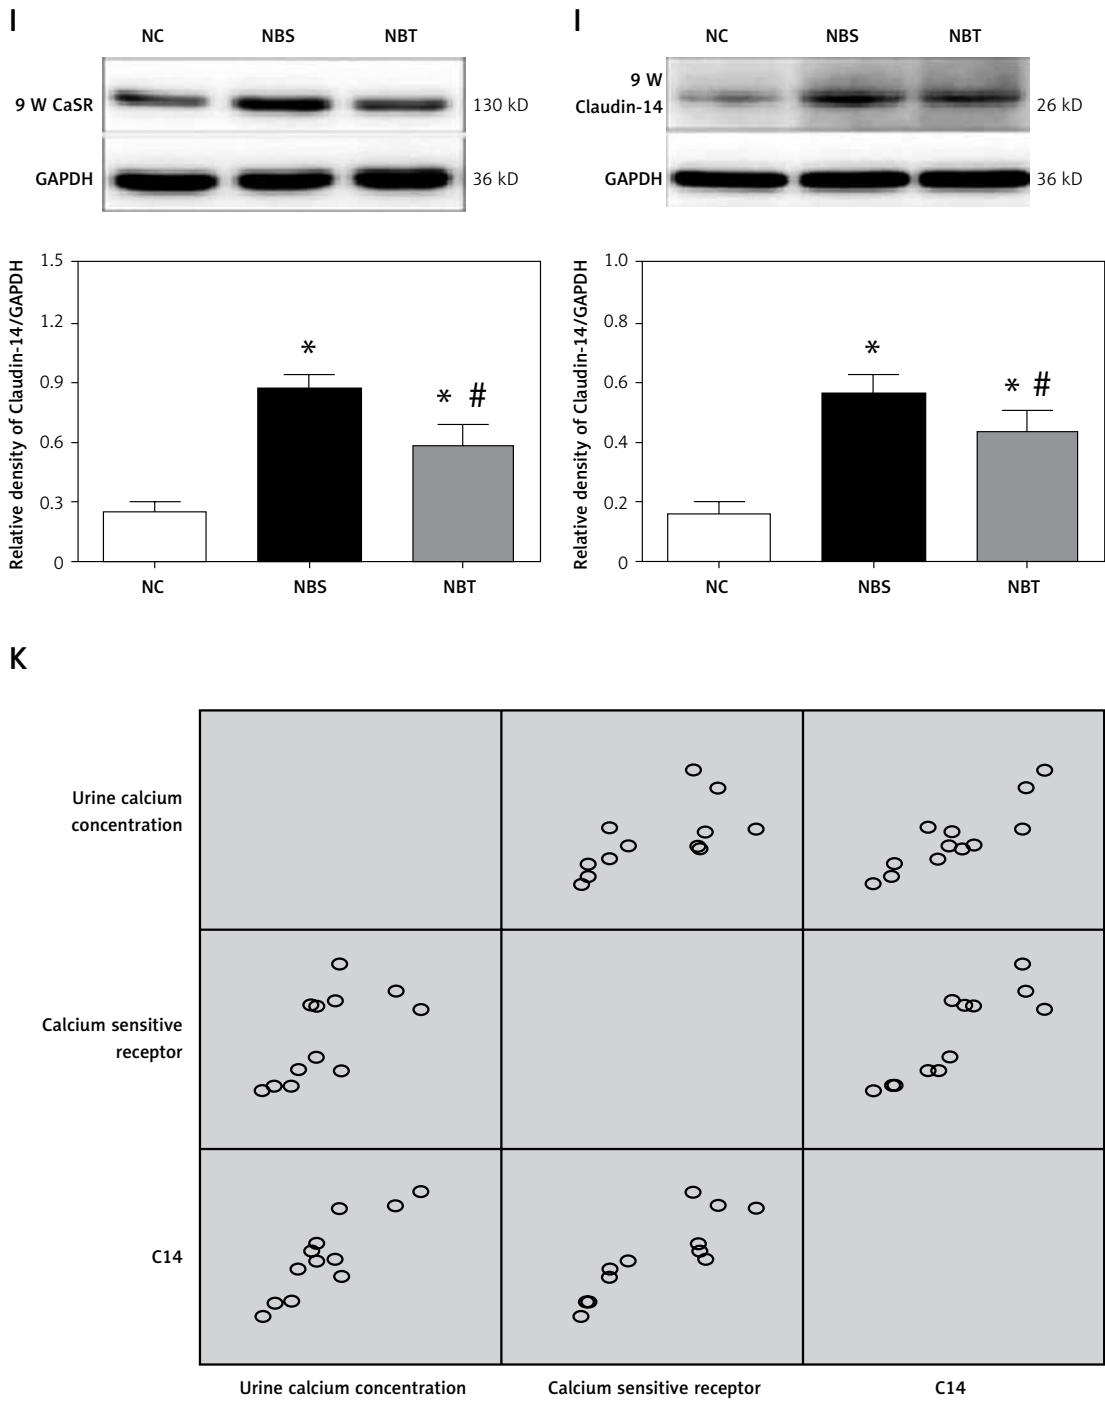 I
NC NBS NBT
9 W CaSR
130 kD
GAPDH
36 kD
Relative density of Claudin-14/GAPDH
1.5
1.2
0.9
0.6
0.3
0
*
* #
NC NBS NBT
I
NC NBS NBT
9 W
Claudin-14
26 kD
GAPDH
36 kD
Relative density of Claudin-14/GAPDH
1.0
0.8
0.6
0.4
0.2
0
*
* #
NC NBS NBT
K
Urine calcium
concentration
Calcium sensitive
receptor
C14
Urine calcium concentration Calcium sensitive receptor C14